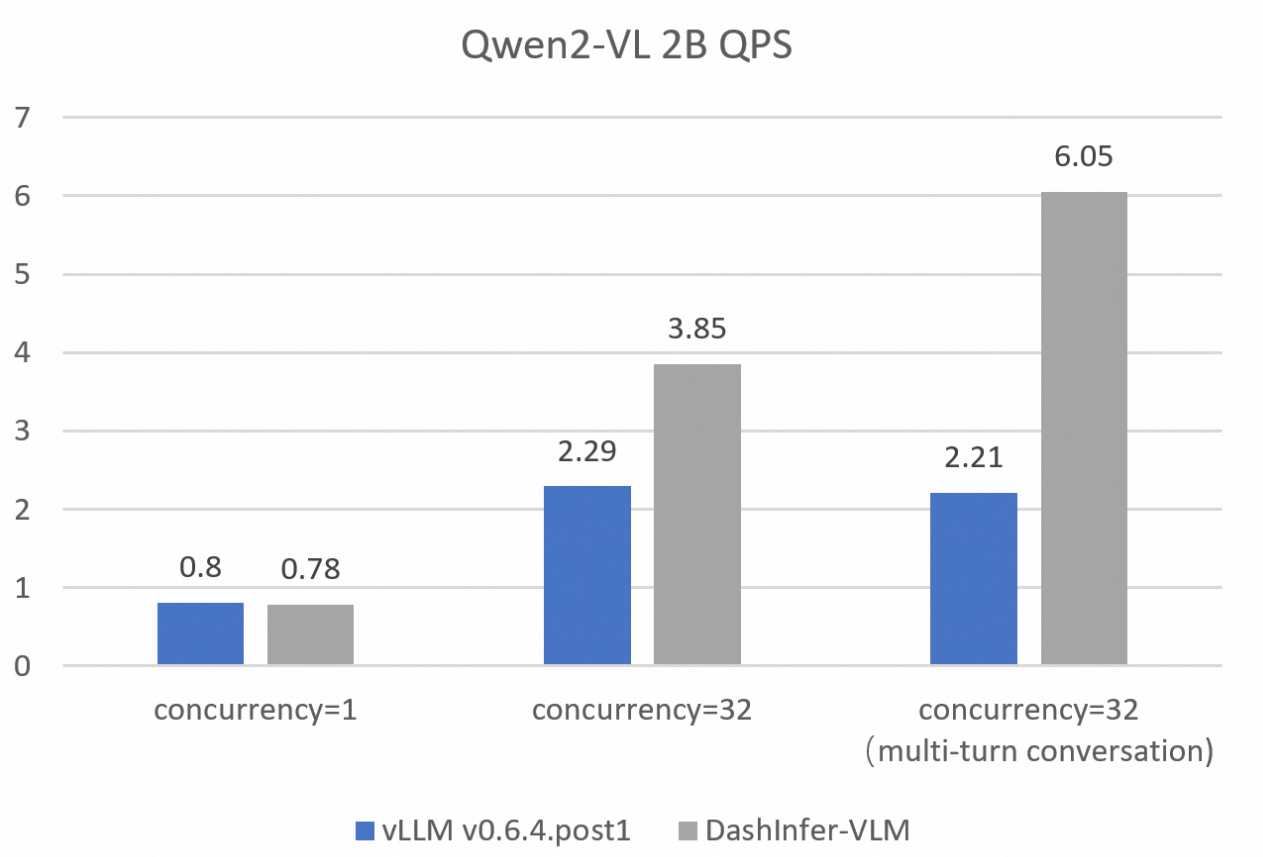 Qwen2-VL 2B QPS
7
6
5
4
3
2
1
0
0.8
0.78
2.29
3.85
2.21
6.05
concurrency=1
concurrency=32
concurrency=32
（multi-turn conversation)
vLLM v0.6.4.post1
DashInfer-VLM